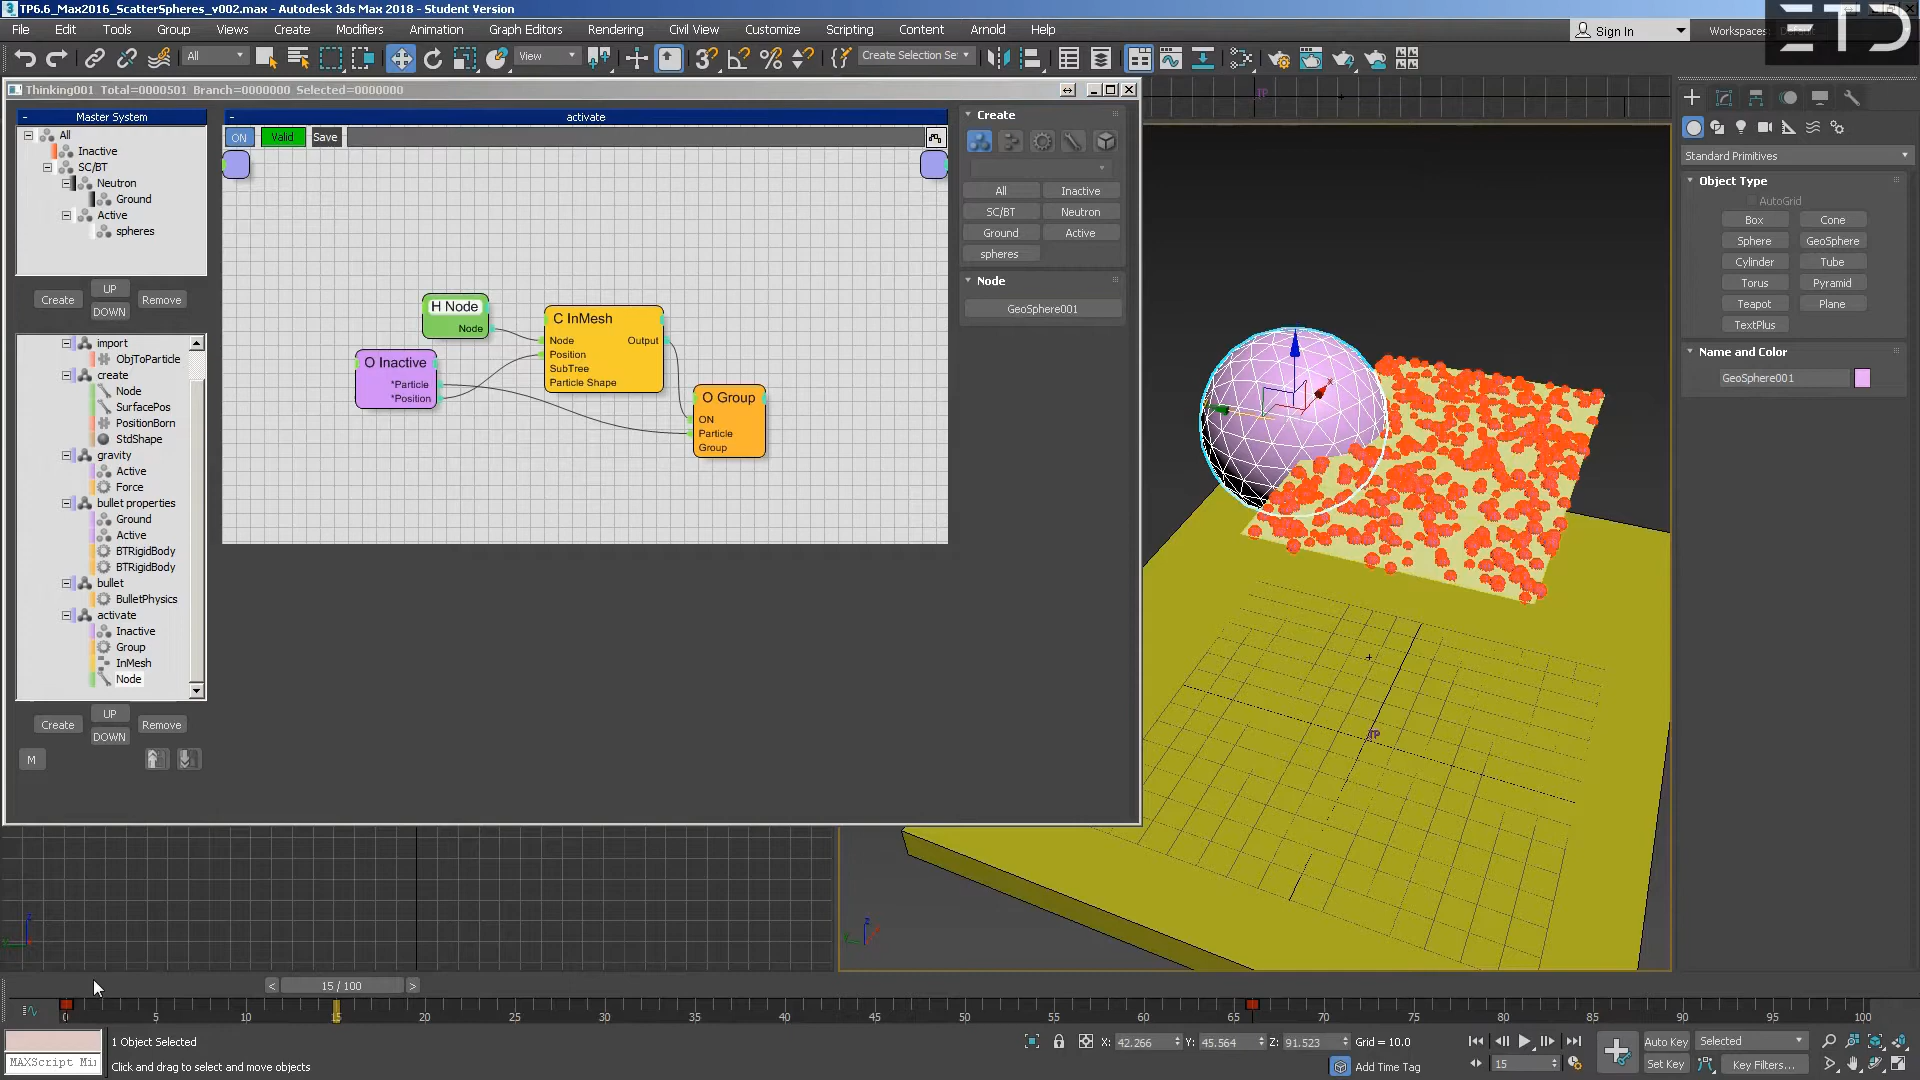 TP6.6_Max2016_ScatterSpheres_v002.max - Autodesk 3ds Max 2018 - Student Version
ETD
File Edit Tools Group Views Create Modifiers Animation Graph Editors Rendering Civil View Customize Scripting Content Arnold Help
Sign In
Workspaces:
All
View
Create Selection Se
Thinking001 Total=0000501 Branch=0000000 Selected=0000000
Master System
All
Inactive
SC/BT
Neutron
Ground
Active
spheres
Create UP Remove
DOWN
import
ObjToParticle
create
Node
SurfacePos
PositionBorn
StdShape
gravity
Active
Force
bullet properties
Ground
Active
BTRigidBody
BTRigidBody
bullet
BulletPhysics
activate
Inactive
Group
InMesh
Node
Create UP Remove
DOWN
M
activate
ON Valid Save
H Node
Node
O Inactive
*Particle
*Position
C InMesh
Node Output
Position
SubTree
Particle Shape
O Group
ON
Particle
Group
Create
All Inactive
SC/BT Neutron
Ground Active
spheres
Node
GeoSphere001
TP
TP
Standard Primitives
Object Type
AutoGrid
Box Cone
Sphere GeoSphere
Cylinder Tube
Torus Pyramid
Teapot Plane
TextPlus
Name and Color
GeoSphere001
< 15 / 100 >
0 5 10 15 20 25 30 35 40 45 50 55 60 65 70 75 80 85 90 95 100
1 Object Selected
X: 42.266 Y: 45.564 Z: 91.523 Grid = 10.0
Auto Key Selected
MAXScript Mi
Click and drag to select and move objects
Add Time Tag
15
Set Key Key Filters...